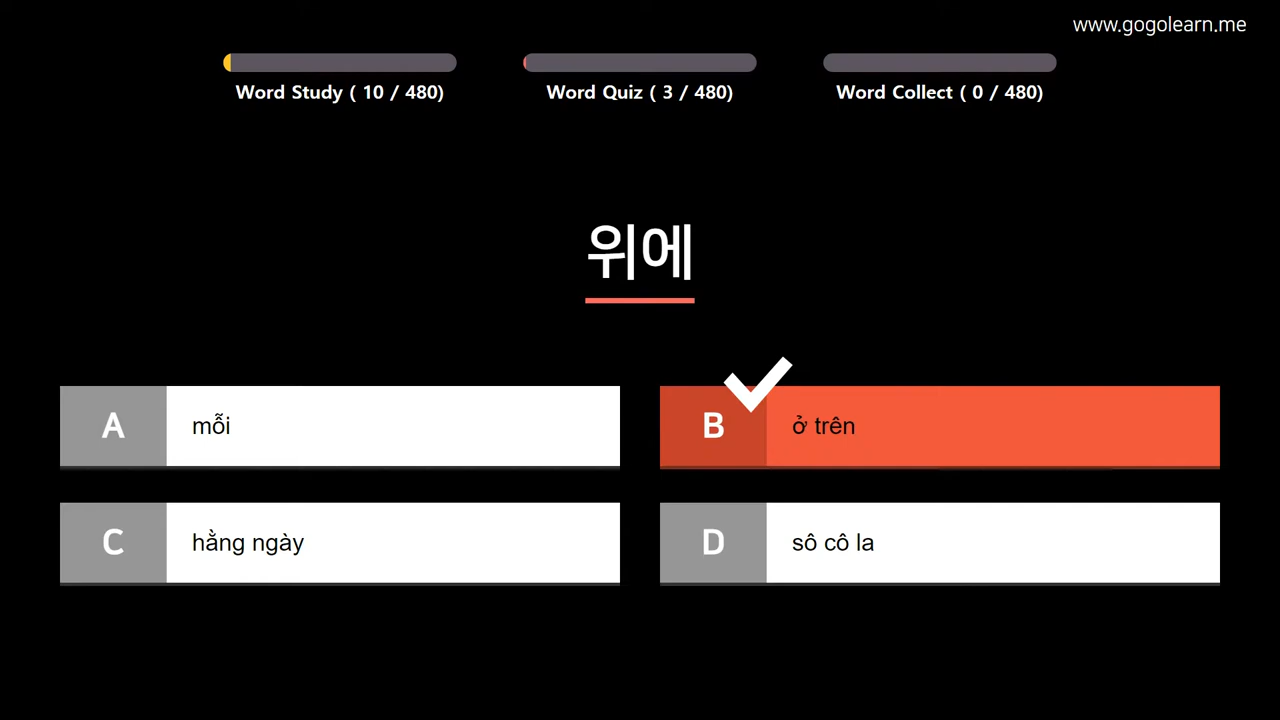 www.gogolearn.me
Word Study ( 10 / 480)
Word Quiz ( 3 / 480)
Word Collect ( 0 / 480)
위에
A
mỗi
B
ở trên
C
hằng ngày
D
sô cô la